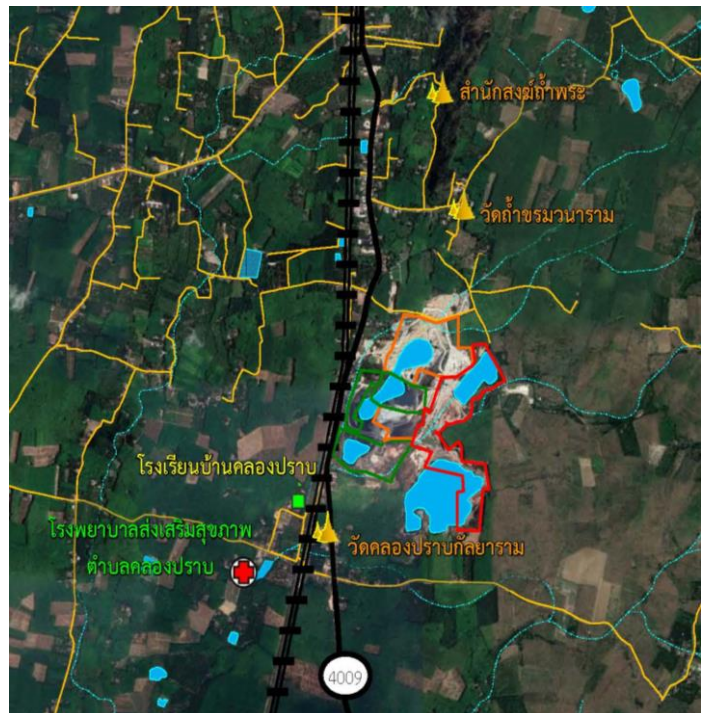 สำนักสงฆ์ถ้ำพระ
วัดถ้ำขรมวนาราม
โรงเรียนบ้านคลองปราบ
โรงพยาบาลส่งเสริมสุขภาพ
ตำบลคลองปราบ
วัดคลองปราบกัลยาราม
4009